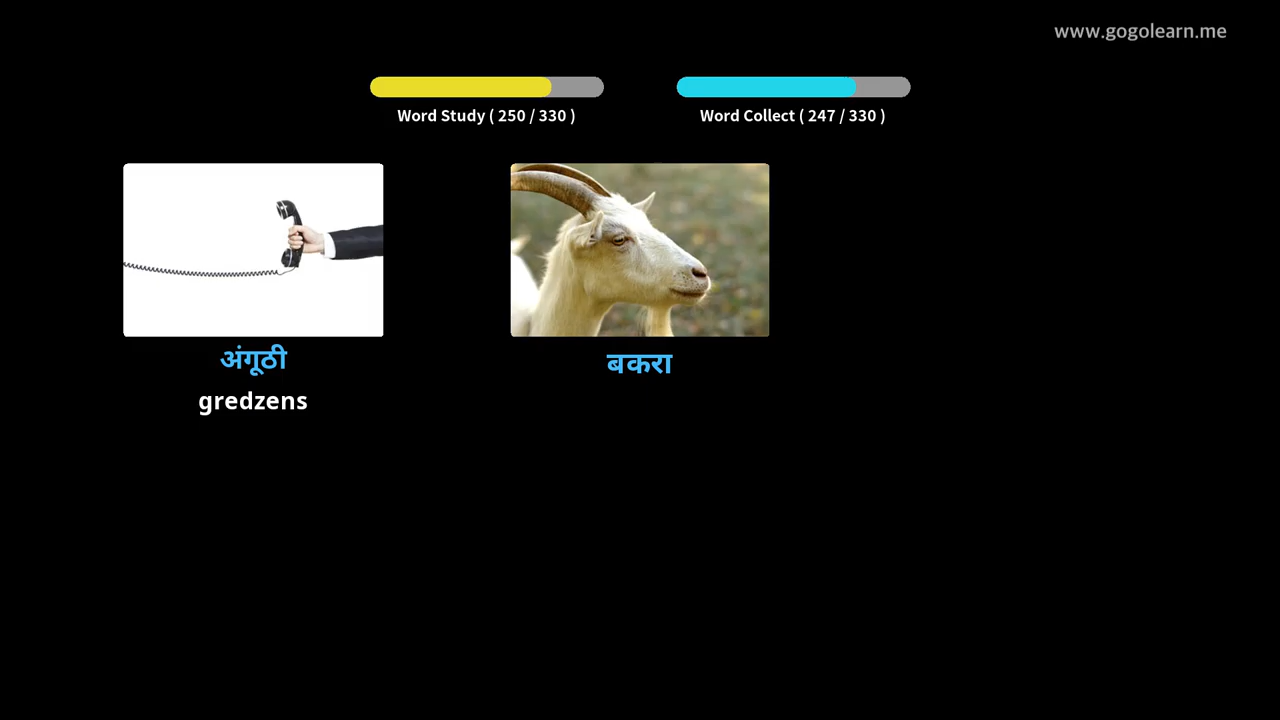 www.gogolearn.me
Word Study ( 250 / 330 )
Word Collect ( 247 / 330 )
अंगूठी
gredzens
बकरा